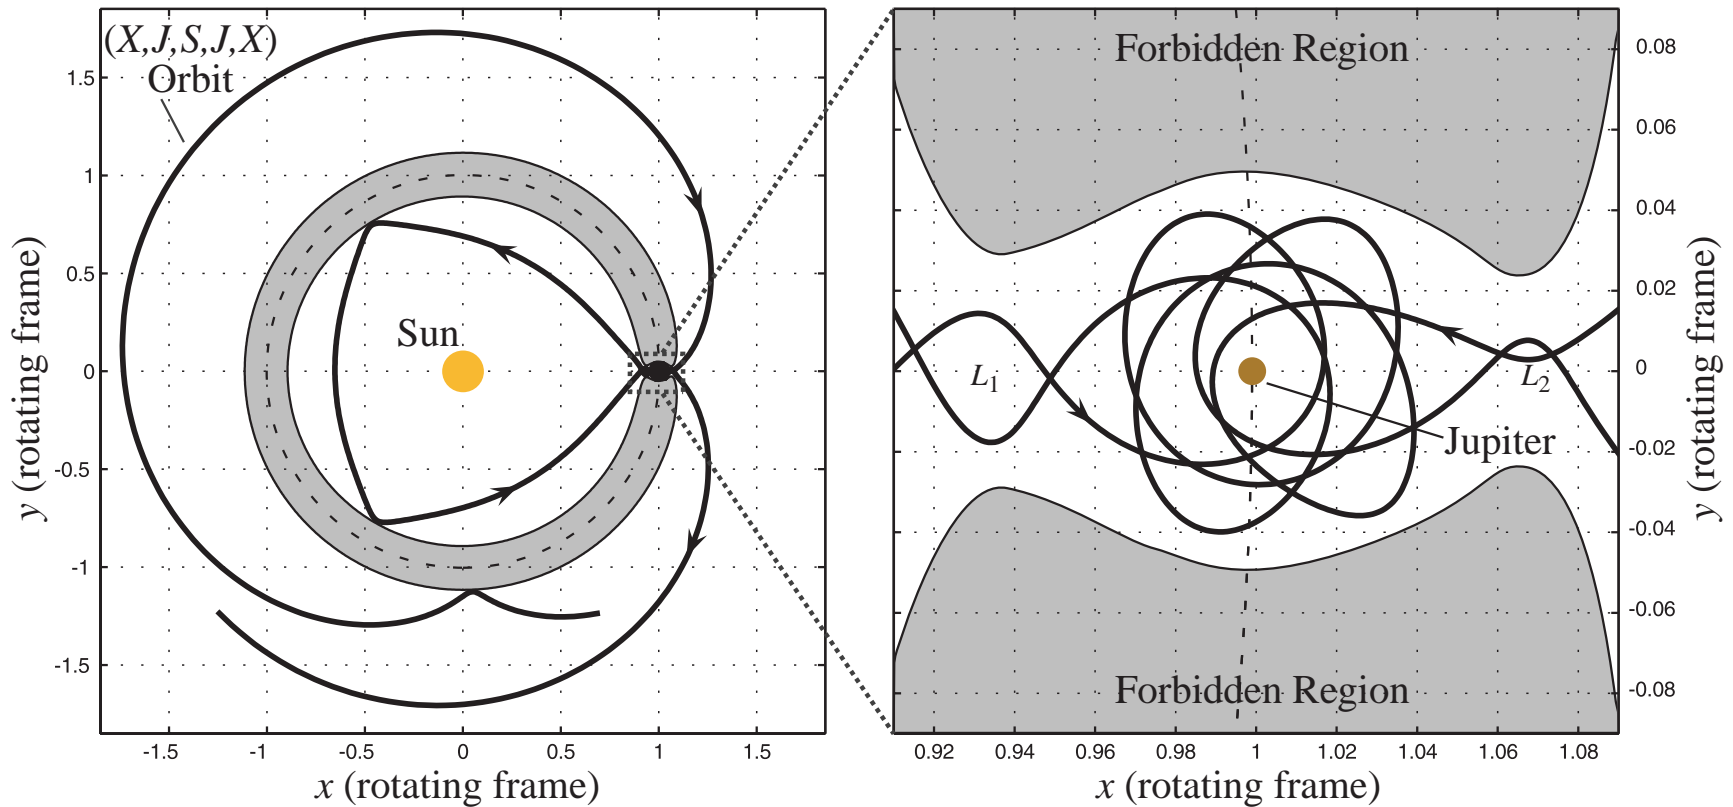 (X,J,S,J,X)
Orbit
Sun
1.5
1
0.5
0
-0.5
-1
-1.5
y (rotating frame)
-1.5
-1
-0.5
0
0.5
1
1.5
x (rotating frame)
Forbidden Region
L1
L2
Jupiter
Forbidden Region
0.08
0.06
0.04
0.02
0
-0.02
-0.04
-0.06
-0.08
y (rotating frame)
0.92
0.94
0.96
0.98
1
1.02
1.04
1.06
1.08
x (rotating frame)